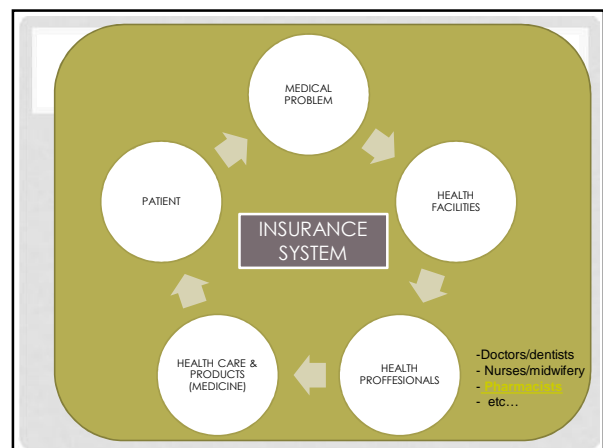 MEDICAL
PROBLEM
HEALTH
FACILITIES
PATIENT
INSURANCE
SYSTEM
HEALTH CARE &
PRODUCTS
(MEDICINE)
HEALTH
PROFFESIONALS
-Doctors/dentists
- Nurses/midwifery
- Pharmacists
- etc…